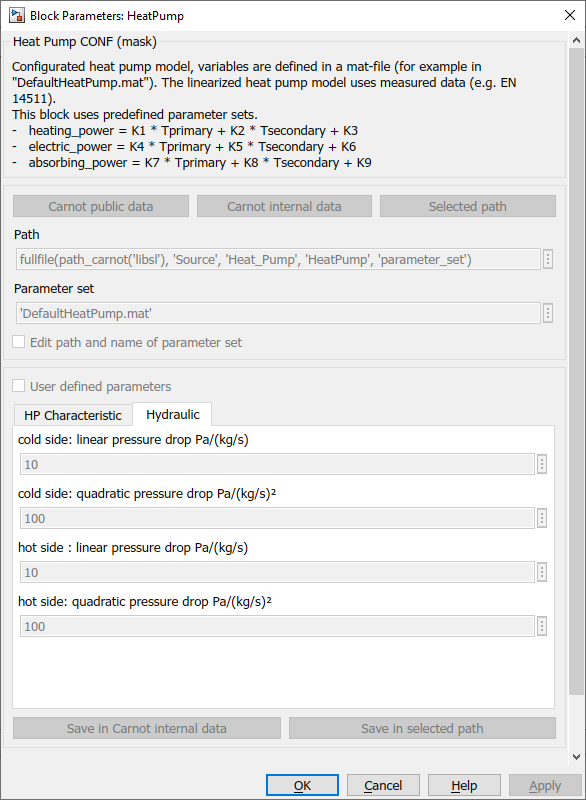 Block Parameters: HeatPump
Heat Pump CONF (mask)
Configurated heat pump model, variables are defined in a mat-file (for example in
"DefaultHeatPump.mat"). The linearized heat pump model uses measured data (e.g. EN
14511).
This block uses predefined parameter sets.
- heating_power = K1 * Tprimary + K2 * Tsecondary + K3
- electric_power = K4 * Tprimary + K5 * Tsecondary + K6
- absorbing_power = K7 * Tprimary + K8 * Tsecondary + K9
Carnot public data Carnot internal data Selected path
Path
fullfile(path_carnot('libsl'), 'Source', 'Heat_Pump', 'HeatPump', 'parameter_set')
Parameter set
'DefaultHeatPump.mat'
Edit path and name of parameter set
User defined parameters
HP Characteristic Hydraulic
cold side: linear pressure drop Pa/(kg/s)
10
cold side: quadratic pressure drop Pa/(kg/s)²
100
hot side : linear pressure drop Pa/(kg/s)
10
hot side: quadratic pressure drop Pa/(kg/s)²
100
Save in Carnot internal data Save in selected path
OK Cancel Help Apply